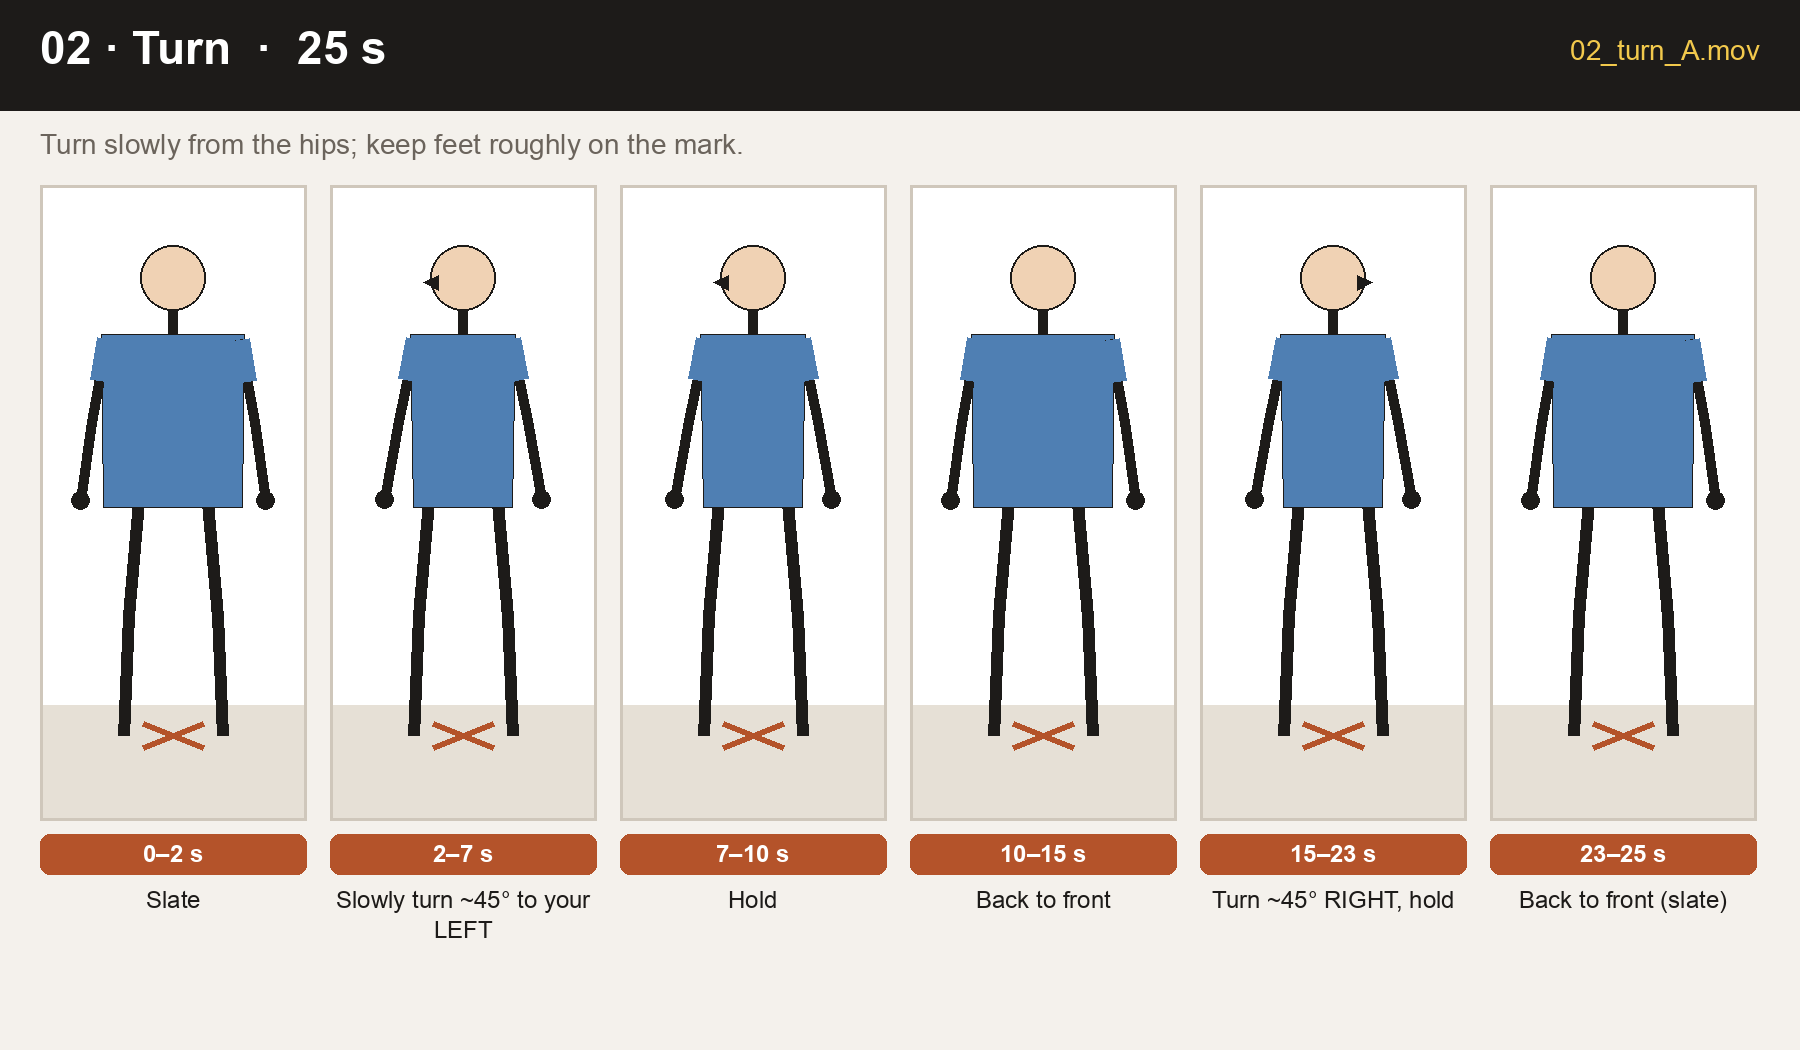 02 · Turn · 25 s
02_turn_A.mov
Turn slowly from the hips; keep feet roughly on the mark.
0–2 s
2–7 s
7–10 s
10–15 s
15–23 s
23–25 s
Slate
Slowly turn ~45° to your
LEFT
Hold
Back to front
Turn ~45° RIGHT, hold
Back to front (slate)